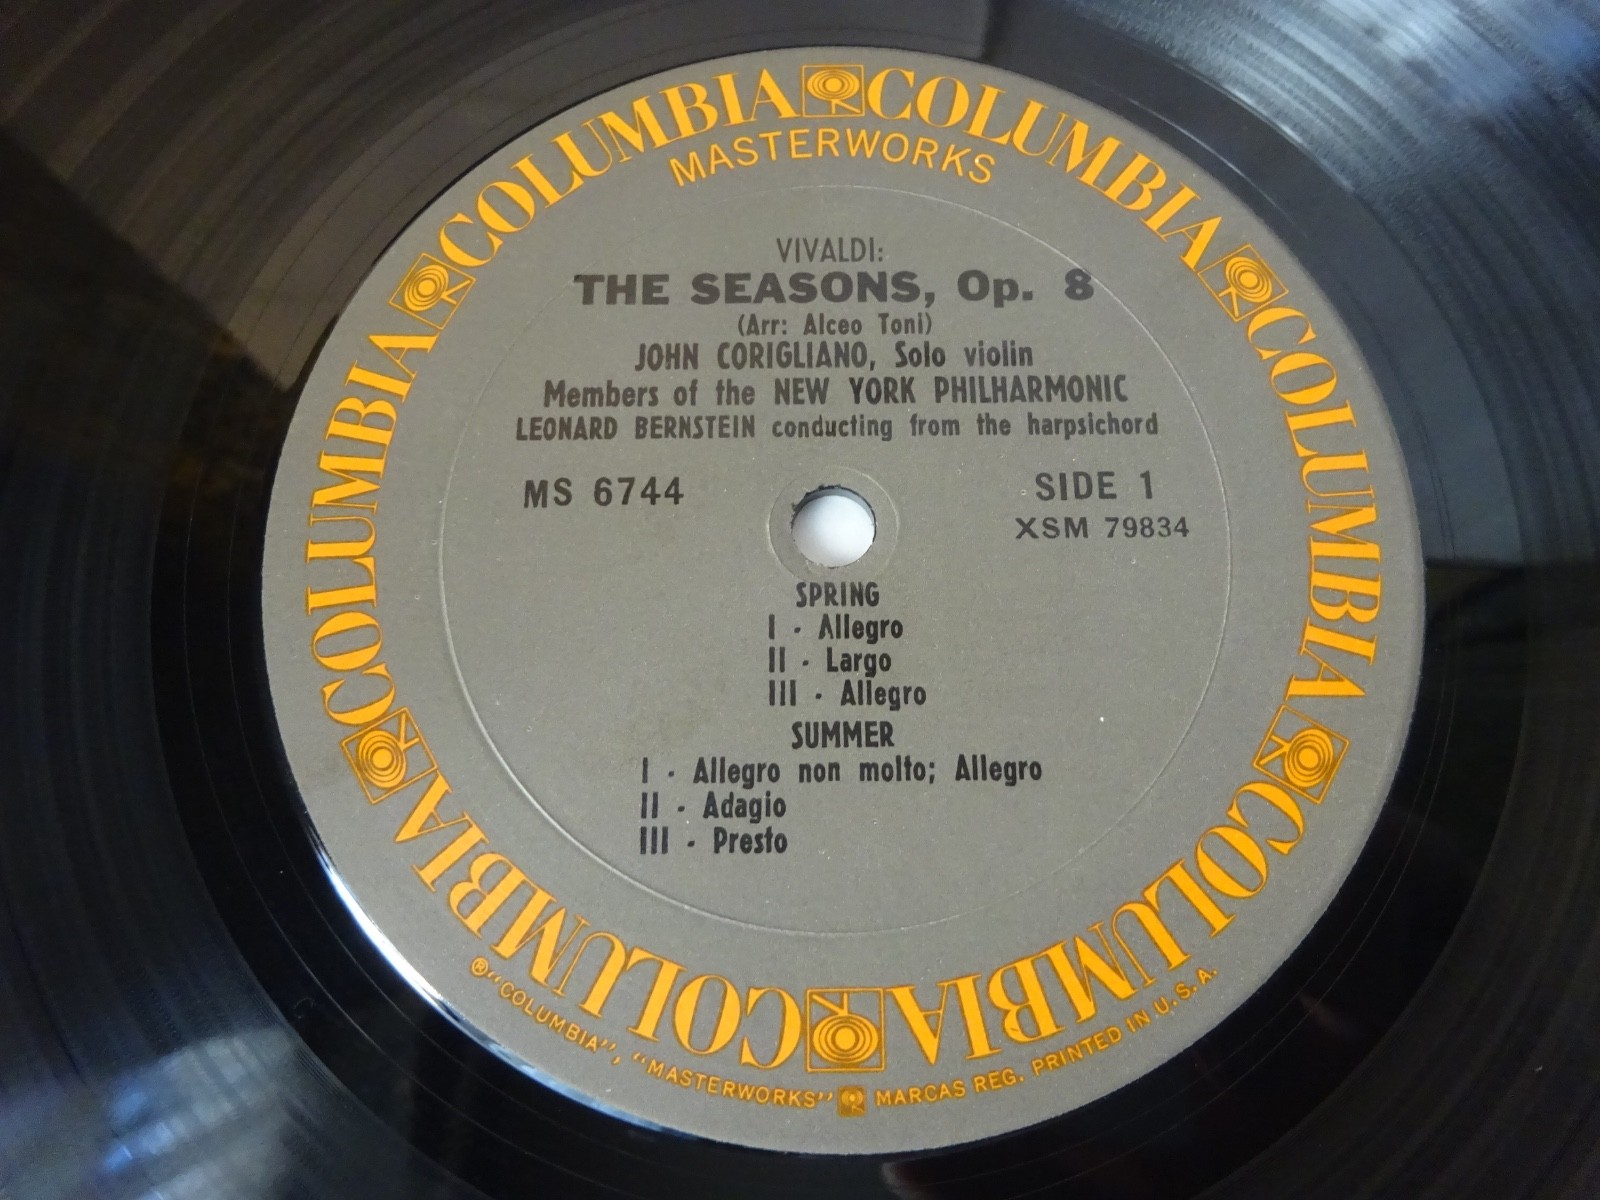 COLUMBIA COLUMBIA COLUMBIA COLUMBIA COLUMBIA COLUMBIA COLUMBIA COLUMBIA
MASTERWORKS
VIVALDI:
THE SEASONS, Op. 8
(Arr: Alceo Toni)
JOHN CORIGLIANO, Solo violin
Members of the NEW YORK PHILHARMONIC
LEONARD BERNSTEIN conducting from the harpsichord
MS 6744
SIDE 1
XSM 79834
SPRING
I - Allegro
II - Largo
III - Allegro
SUMMER
I - Allegro non molto; Allegro
II - Adagio
III - Presto
® "COLUMBIA", "MASTERWORKS" MARCAS REG. PRINTED IN U.S.A.